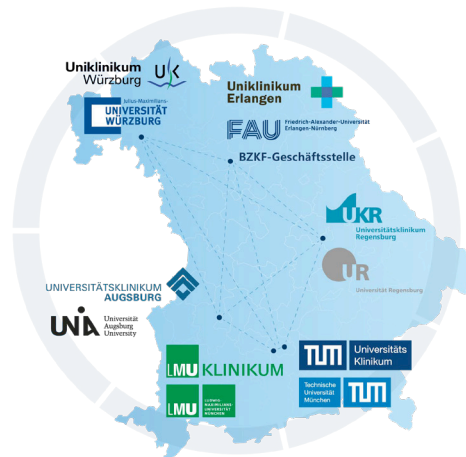 Uniklinikum
Würzburg
UK
Julius-Maximilians-
UNIVERSITÄT
WÜRZBURG
Uniklinikum
Erlangen
FAU
Friedrich-Alexander-Universität
Erlangen-Nürnberg
BZKF-Geschäftsstelle
UKR
Universitätsklinikum
Regensburg
UR
Universität Regensburg
UNIVERSITÄTSKLINIKUM
AUGSBURG
UNIA
Universität
Augsburg
University
LMU KLINIKUM
LMU
LUDWIG-
MAXIMILIANS-
UNIVERSITÄT
MÜNCHEN
TUM
Universitäts
Klinikum
Technische
Universität
München
TUM